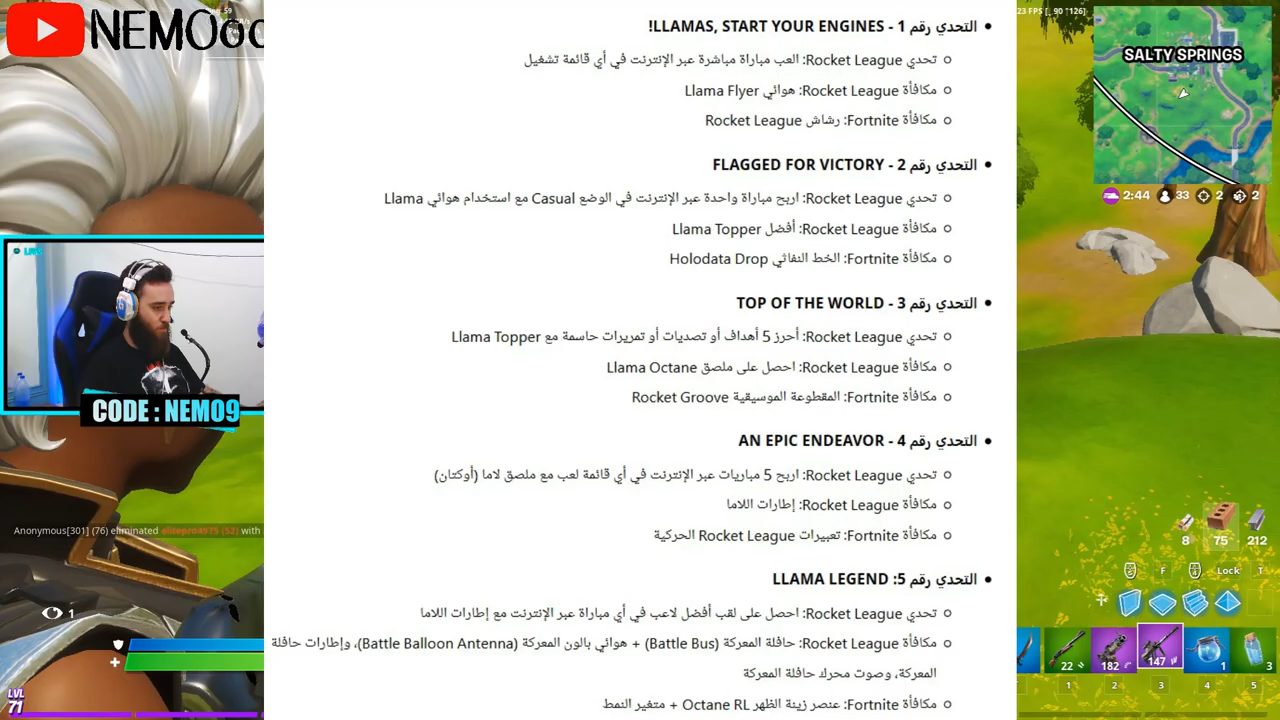 NEMOoo
التحدي رقم 1 - LLAMAS, START YOUR ENGINES!
تحدي Rocket League: العب مباراة مباشرة عبر الإنترنت في أي قائمة تشغيل
مكافأة Rocket League: هوائي Llama Flyer
مكافأة Fortnite: رشاش Rocket League
التحدي رقم 2 - FLAGGED FOR VICTORY
تحدي Rocket League: اربح مباراة واحدة عبر الإنترنت في الوضع Casual مع استخدام هوائي Llama
مكافأة Rocket League: أفضل Llama Topper
مكافأة Fortnite: الخط النفاثي Holodata Drop
التحدي رقم 3 - TOP OF THE WORLD
تحدي Rocket League: أحرز 5 أهداف أو تصديات أو تمريرات حاسمة مع Llama Topper
مكافأة Rocket League: احصل على ملصق Llama Octane
مكافأة Fortnite: المقطوعة الموسيقية Rocket Groove
التحدي رقم 4 - AN EPIC ENDEAVOR
تحدي Rocket League: اربح 5 مباريات عبر الإنترنت في أي قائمة لعب مع ملصق لاما (أوكتان)
مكافأة Rocket League: إطارات اللاما
مكافأة Fortnite: تعبيرات Rocket League الحركية
التحدي رقم 5: LLAMA LEGEND
تحدي Rocket League: احصل على لقب أفضل لاعب في أي مباراة عبر الإنترنت مع إطارات اللاما
مكافأة Rocket League: حافلة المعركة (Battle Bus) + هوائي بالون المعركة (Battle Balloon Antenna)، وإطارات حافلة
المعركة، وصوت محرك حافلة المعركة
مكافأة Fortnite: عنصر زينة الظهر Octane RL + متغير النمط
CODE : NEMO9
Anonymous[301] (76) eliminated
with
1
LVL
71
23 FPS [ 90 126]
SALTY SPRINGS
2:44 33 2 2
8 75 212
F Lock T
22 182 147 1 3
1 2 3 4 5